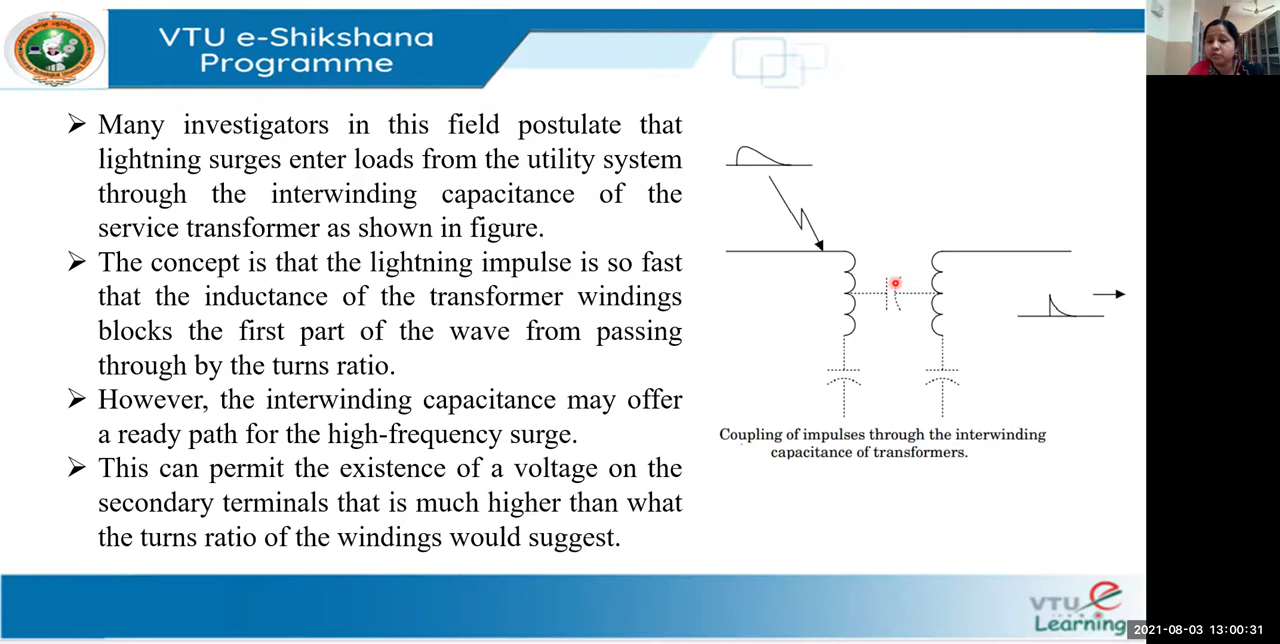 VTU e-Shikshana
Programme
➢ Many investigators in this field postulate that
lightning surges enter loads from the utility system
through the interwinding capacitance of the
service transformer as shown in figure.
➢ The concept is that the lightning impulse is so fast
that the inductance of the transformer windings
blocks the first part of the wave from passing
through by the turns ratio.
➢ However, the interwinding capacitance may offer
a ready path for the high-frequency surge.
➢ This can permit the existence of a voltage on the
secondary terminals that is much higher than what
the turns ratio of the windings would suggest.
Coupling of impulses through the interwinding
capacitance of transformers.
VTU e
Learning
2021-08-03 13:00:31